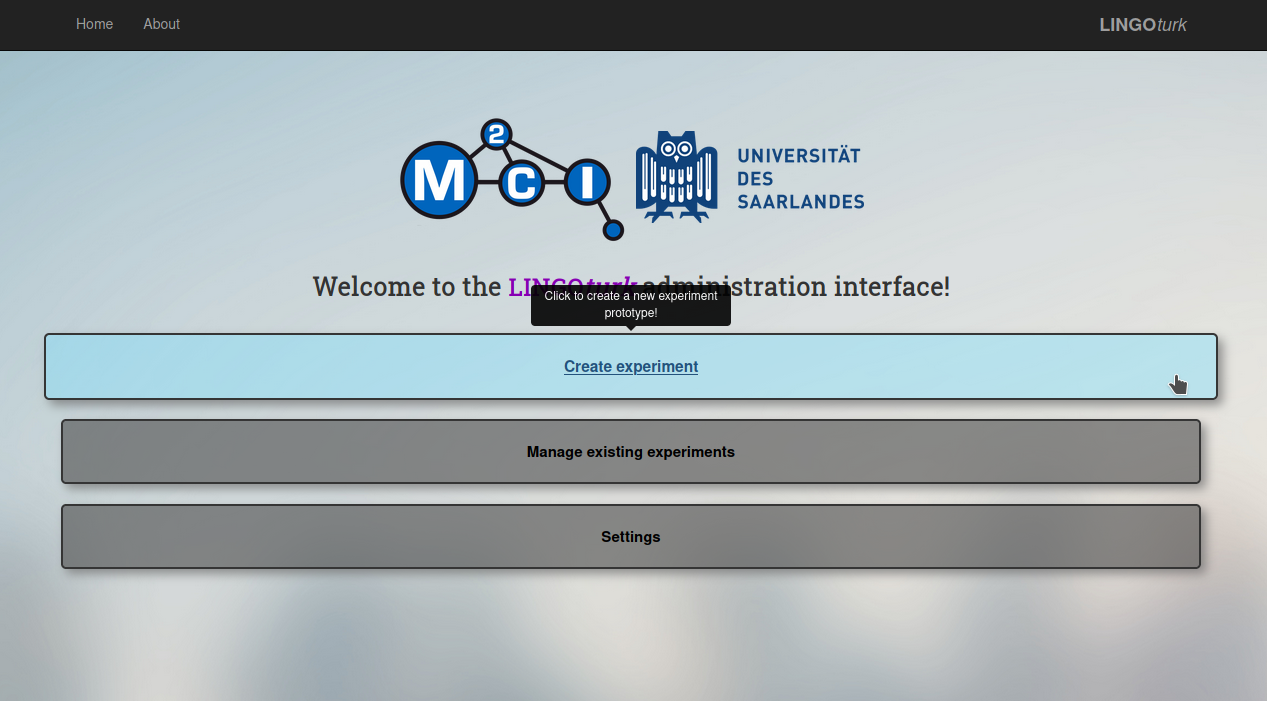 Home About LINGOturk
2
M C I
UNIVERSITÄT
DES
SAARLANDES
Welcome to the LINGOturk administration interface!
Click to create a new experiment
prototype!
Create experiment
Manage existing experiments
Settings